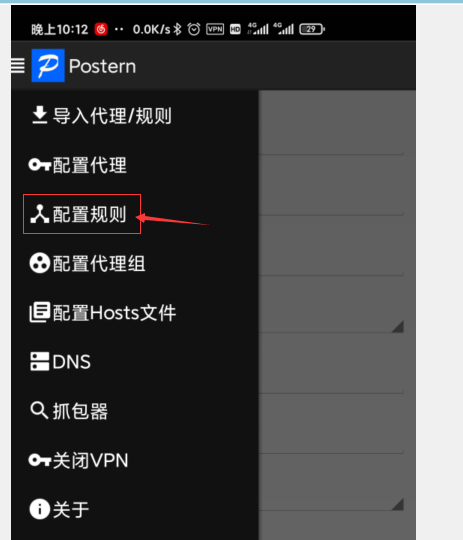 晚上10:12 ·· 0.0K/s VPN HD 4G 4G 29
Postern
导入代理/规则
配置代理
配置规则
配置代理组
配置Hosts文件
DNS
抓包器
关闭VPN
关于